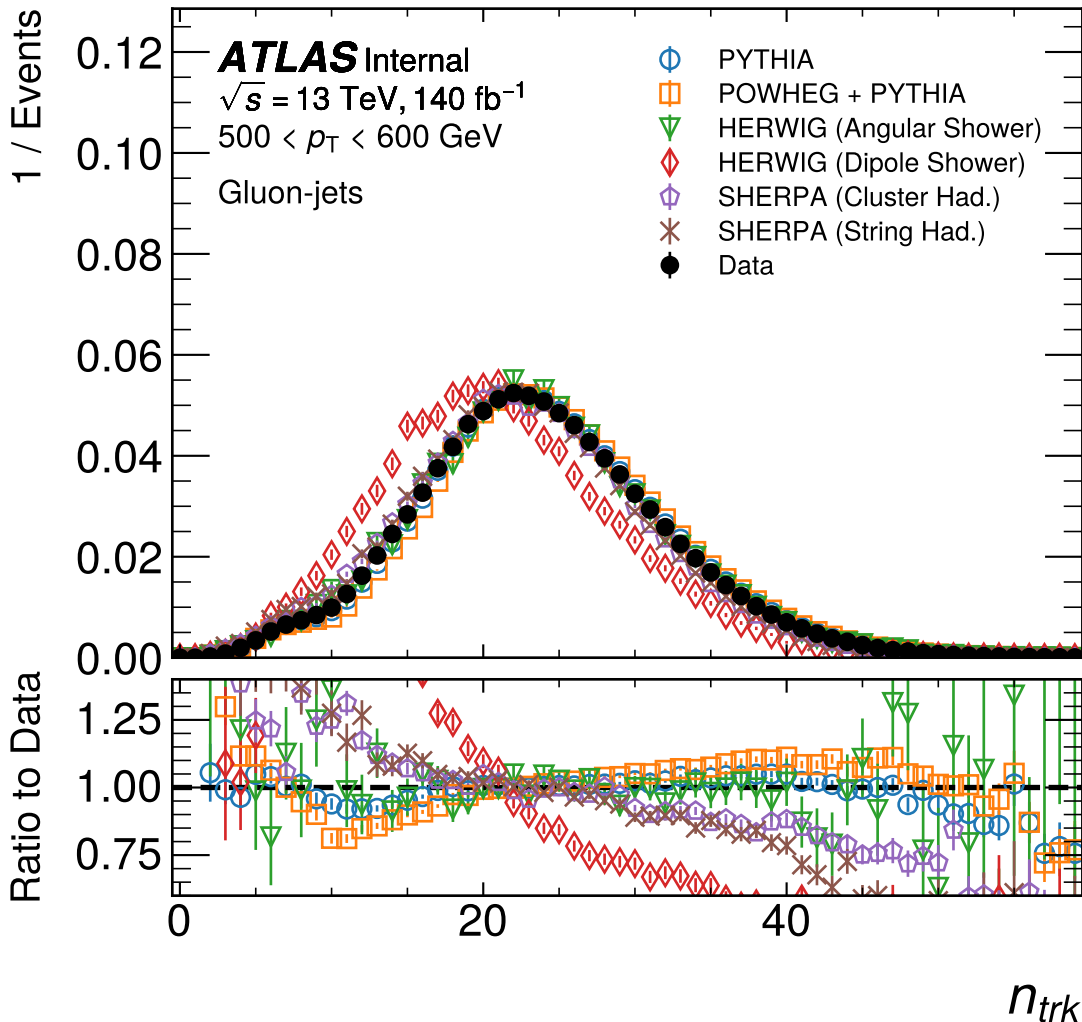 1 / Events
0.12
0.10
0.08
0.06
0.04
0.02
0.00
ATLAS Internal
√s = 13 TeV, 140 fb⁻¹
500 < pT < 600 GeV
Gluon-jets
PYTHIA
POWHEG + PYTHIA
HERWIG (Angular Shower)
HERWIG (Dipole Shower)
SHERPA (Cluster Had.)
SHERPA (String Had.)
Data
Ratio to Data
1.25
1.00
0.75
0
20
40
ntrk